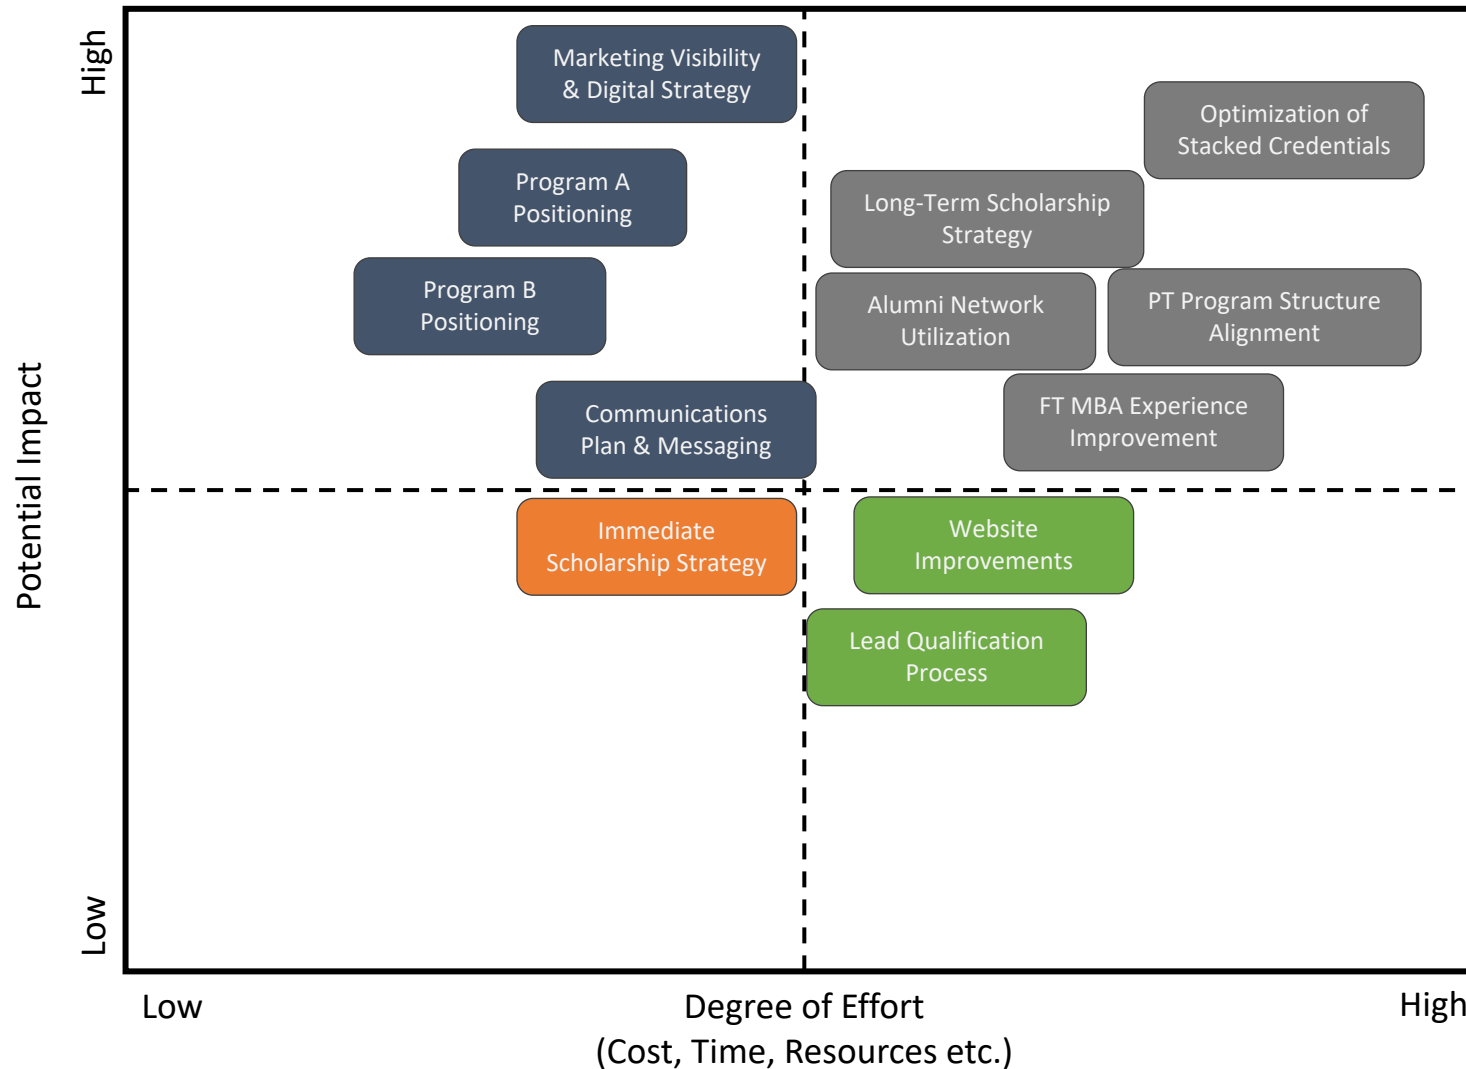 High
Marketing Visibility
& Digital Strategy
Optimization of
Stacked Credentials
Program A
Positioning
Long-Term Scholarship
Strategy
Program B
Positioning
Alumni Network
Utilization
PT Program Structure
Alignment
Communications
Plan & Messaging
FT MBA Experience
Improvement
Potential Impact
Immediate
Scholarship Strategy
Website
Improvements
Lead Qualification
Process
Low
Low
Degree of Effort
(Cost, Time, Resources etc.)
High